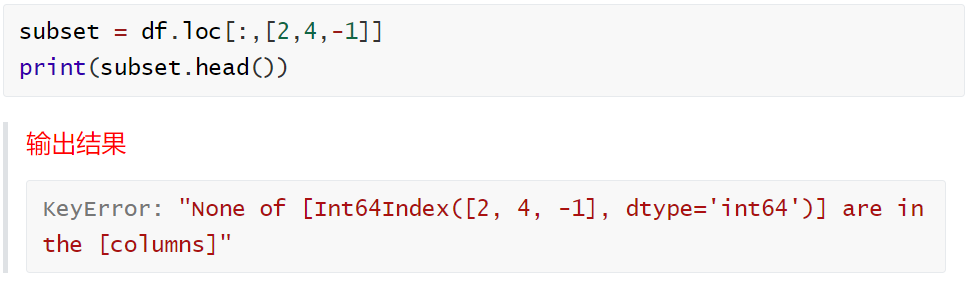 subset = df.loc[:,[2,4,-1]]
print(subset.head())
输出结果
KeyError: "None of [Int64Index([2, 4, -1], dtype='int64')] are in
the [columns]"